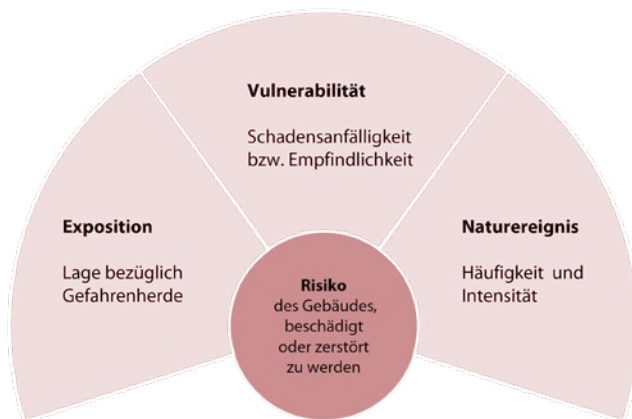 Vulnerabilität
Schadensanfälligkeit
bzw. Empfindlichkeit
Exposition
Lage bezüglich
Gefahrenherde
Naturereignis
Häufigkeit und
Intensität
Risiko
des Gebäudes,
beschädigt
oder zerstört
zu werden